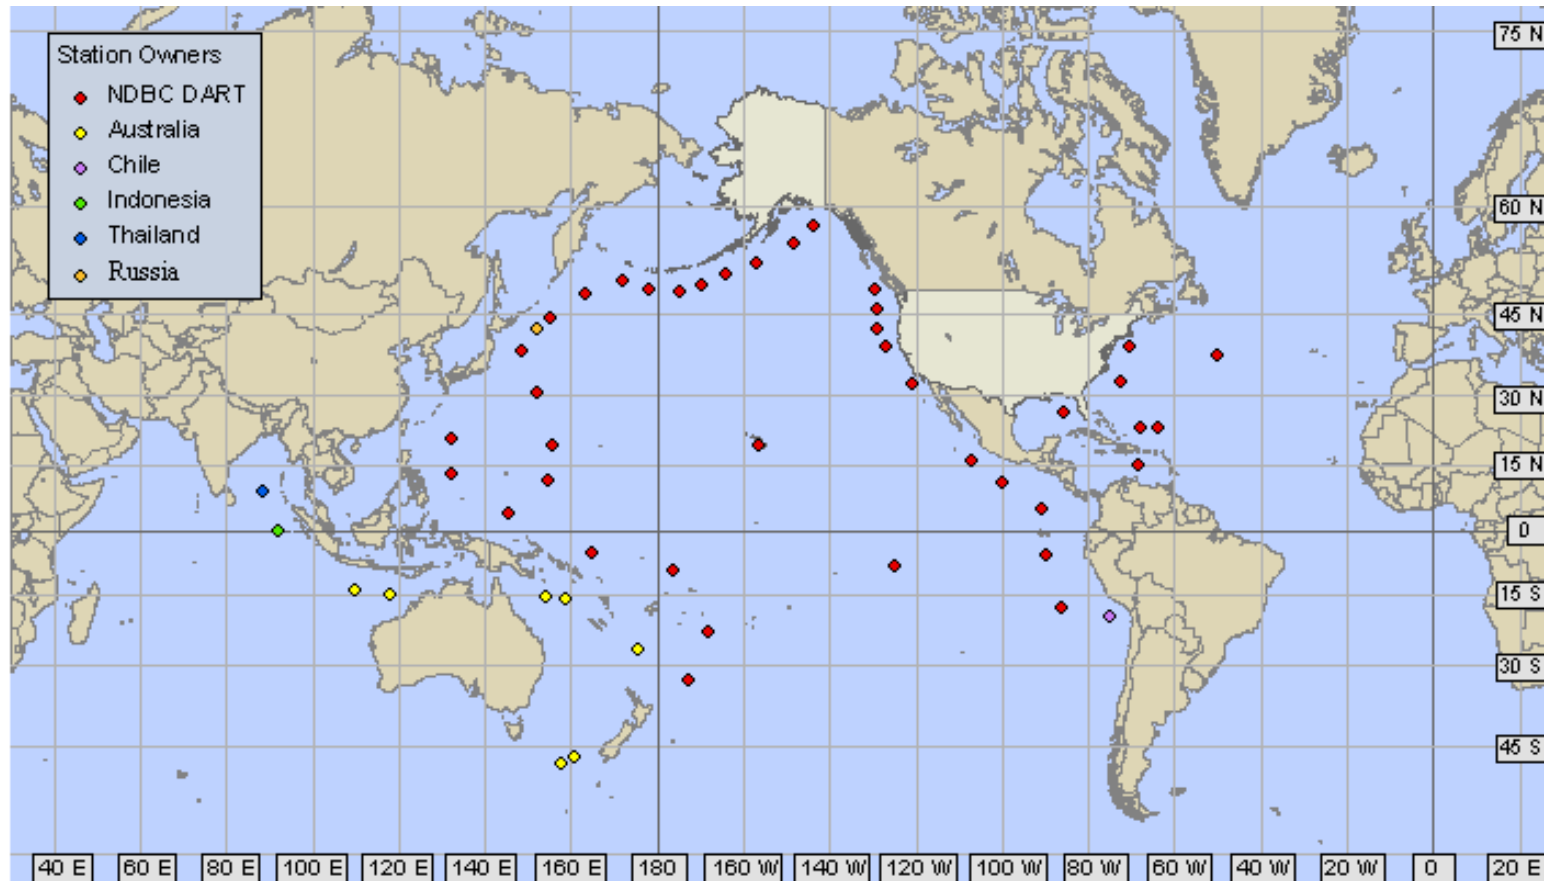 Station Owners
NDBC DART
Australia
Chile
Indonesia
Thailand
Russia
75 N
60 N
45 N
30 N
15 N
0
15 S
30 S
45 S
40 E 60 E 80 E 100 E 120 E 140 E 160 E 180 160 W 140 W 120 W 100 W 80 W 60 W 40 W 20 W 0 20 E